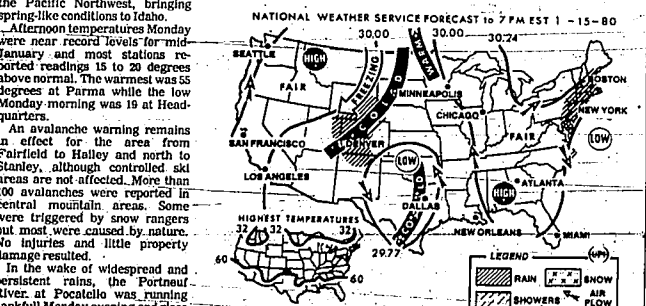 the Pacific Northwest, bringing
spring-like conditions to Idaho.
Afternoon temperatures Monday
were near record levels for mid-
January and most stations re-
ported readings 15 to 20 degrees
above normal. The warmest was 55
degrees at Parma while the low
Monday morning was 19 at Head-
quarters.
An avalanche warning remains
in effect for the area from
Fairfield to Hailey and north to
Stanley, although controlled ski
areas are not affected. More than
100 avalanches were reported in
central mountain areas. Some
were triggered by snow rangers
but most were caused by nature.
No injuries and little property
damage resulted.
In the wake of widespread and
persistent rains, the Portneuf
River at Pocatello was running
bankfull Monday evening and
NATIONAL WEATHER SERVICE FORECAST to 7 PM EST 1 -15-80
30.00
30.00
30.24
SEATTLE
HIGH
FREEZING
WARM
COLD
FAIR
MINNEAPOLIS
BOSTON
NEW YORK
CHICAGO
FAIR
LOW
DENVER
LOW
SAN FRANCISCO
LOS ANGELES
DALLAS
HIGH
ATLANTA
NEW ORLEANS
MIAMI
29.77
HIGHEST TEMPERATURES
32
32
32
60
60
LEGEND
UPI
RAIN
SNOW
SHOWERS
AIR
FLOW